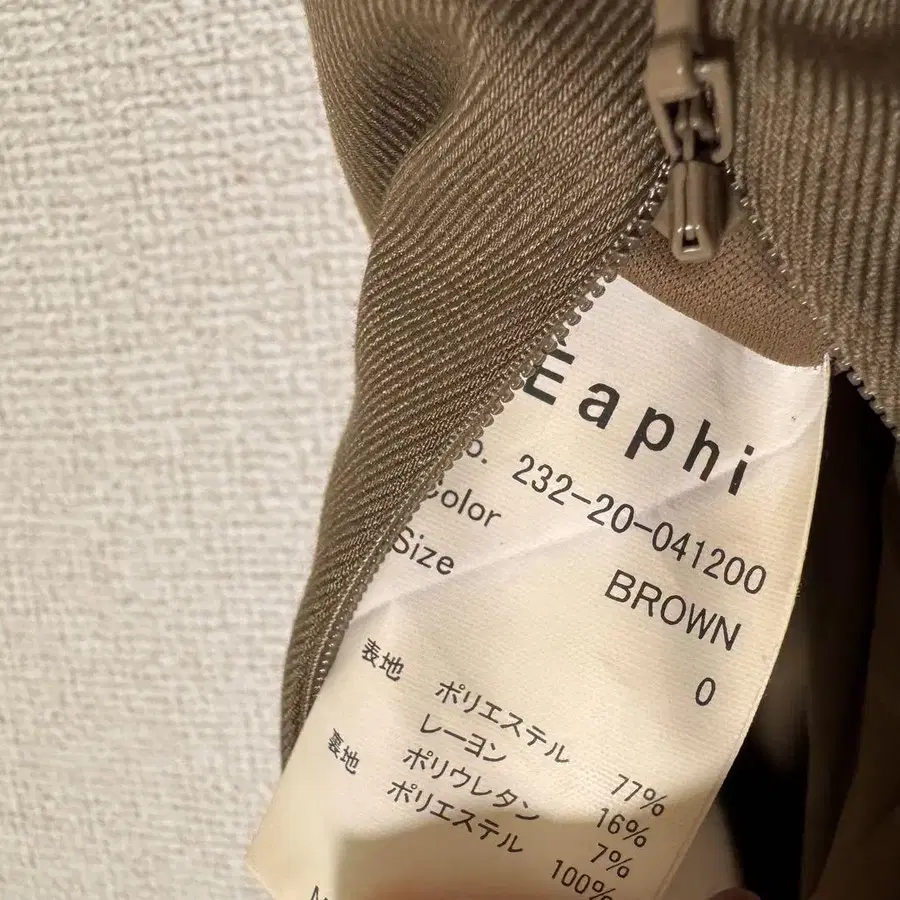 Eaphi
o. 232-20-041200
Color BROWN
Size 0
表地 ポリエステル 77%
レーヨン 16%
ポリウレタン 7%
裏地 ポリエステル 100%